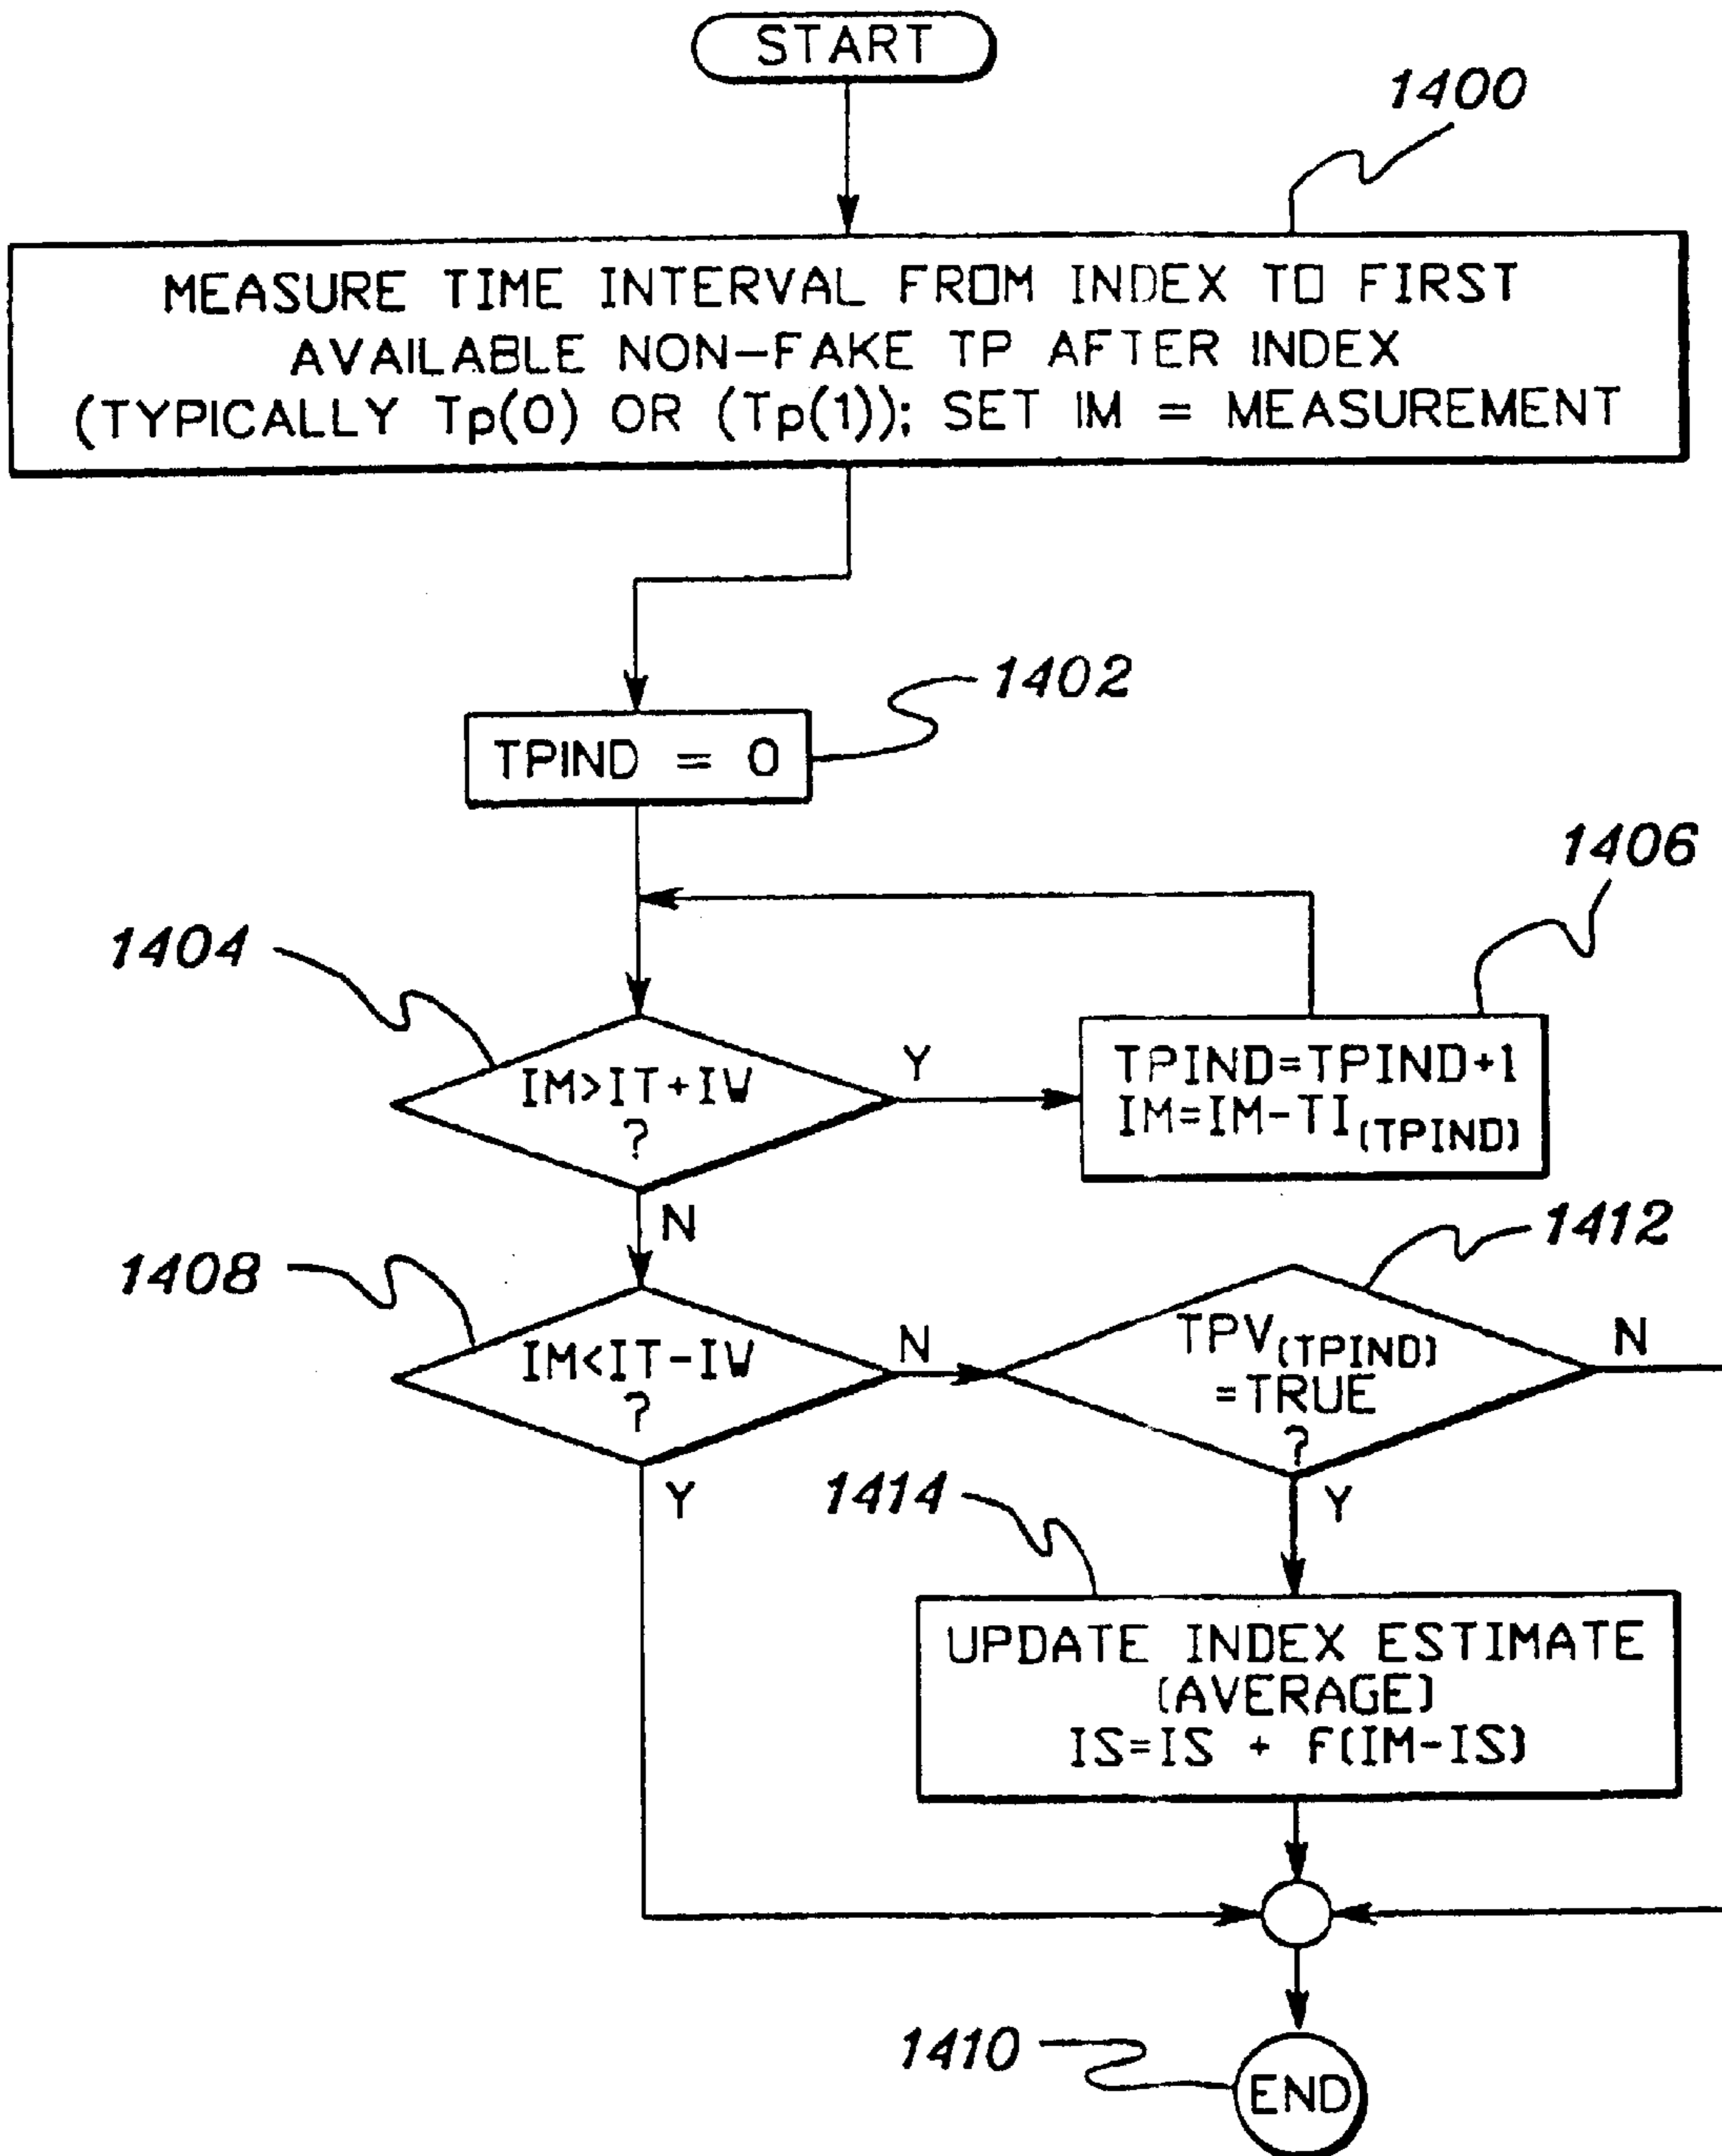 START
1400
MEASURE TIME INTERVAL FROM INDEX TO FIRST
AVAILABLE NON-FAKE TP AFTER INDEX
(TYPICALLY Tp(0) OR (Tp(1)); SET IM = MEASUREMENT
1402
TPIND = 0
1406
1404
IM>IT+IW
?
Y
TPIND=TPIND+1
IM=IM-TI(TPIND)
N
1412
1408
IM<IT-IW
?
N
TPV(TPIND)
=TRUE
?
N
Y
1414
Y
UPDATE INDEX ESTIMATE
(AVERAGE)
IS=IS + F(IM-IS)
1410
END